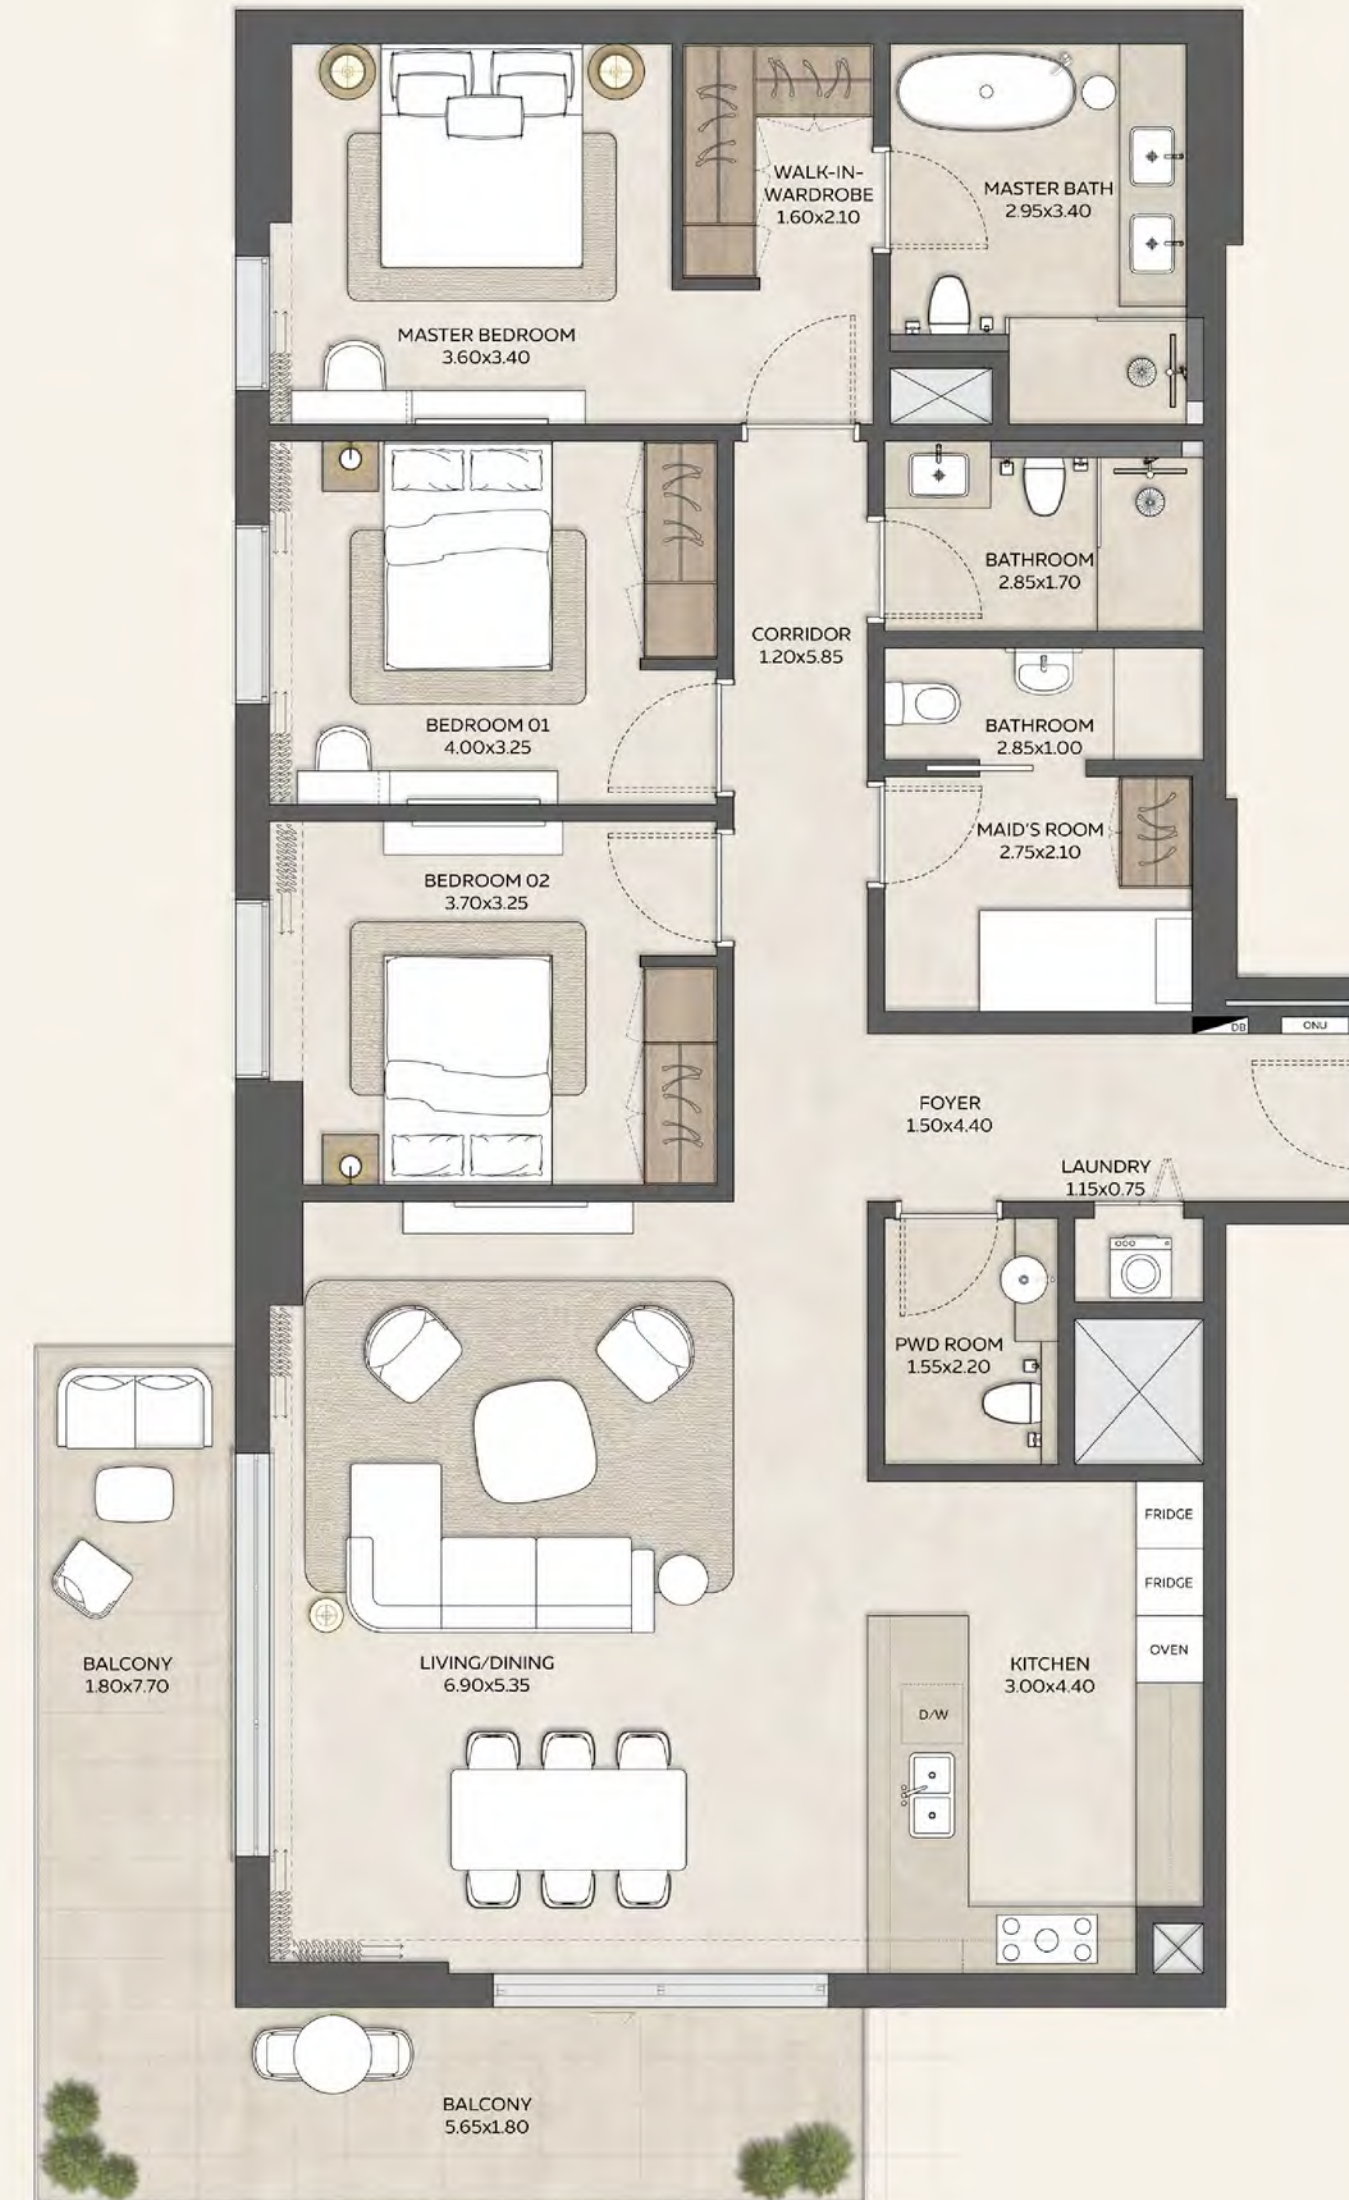 WALK-IN-
WARDROBE
1.60x2.10
MASTER BATH
2.95x3.40
MASTER BEDROOM
3.60x3.40
BATHROOM
2.85x1.70
CORRIDOR
1.20x5.85
BEDROOM 01
4.00x3.25
BATHROOM
2.85x1.00
MAID'S ROOM
2.75x2.10
BEDROOM 02
3.70x3.25
DB
ONU
FOYER
1.50x4.40
LAUNDRY
1.15x0.75
PWD ROOM
1.55x2.20
FRIDGE
FRIDGE
OVEN
BALCONY
1.80x7.70
LIVING/DINING
6.90x5.35
KITCHEN
3.00x4.40
D/W
BALCONY
5.65x1.80